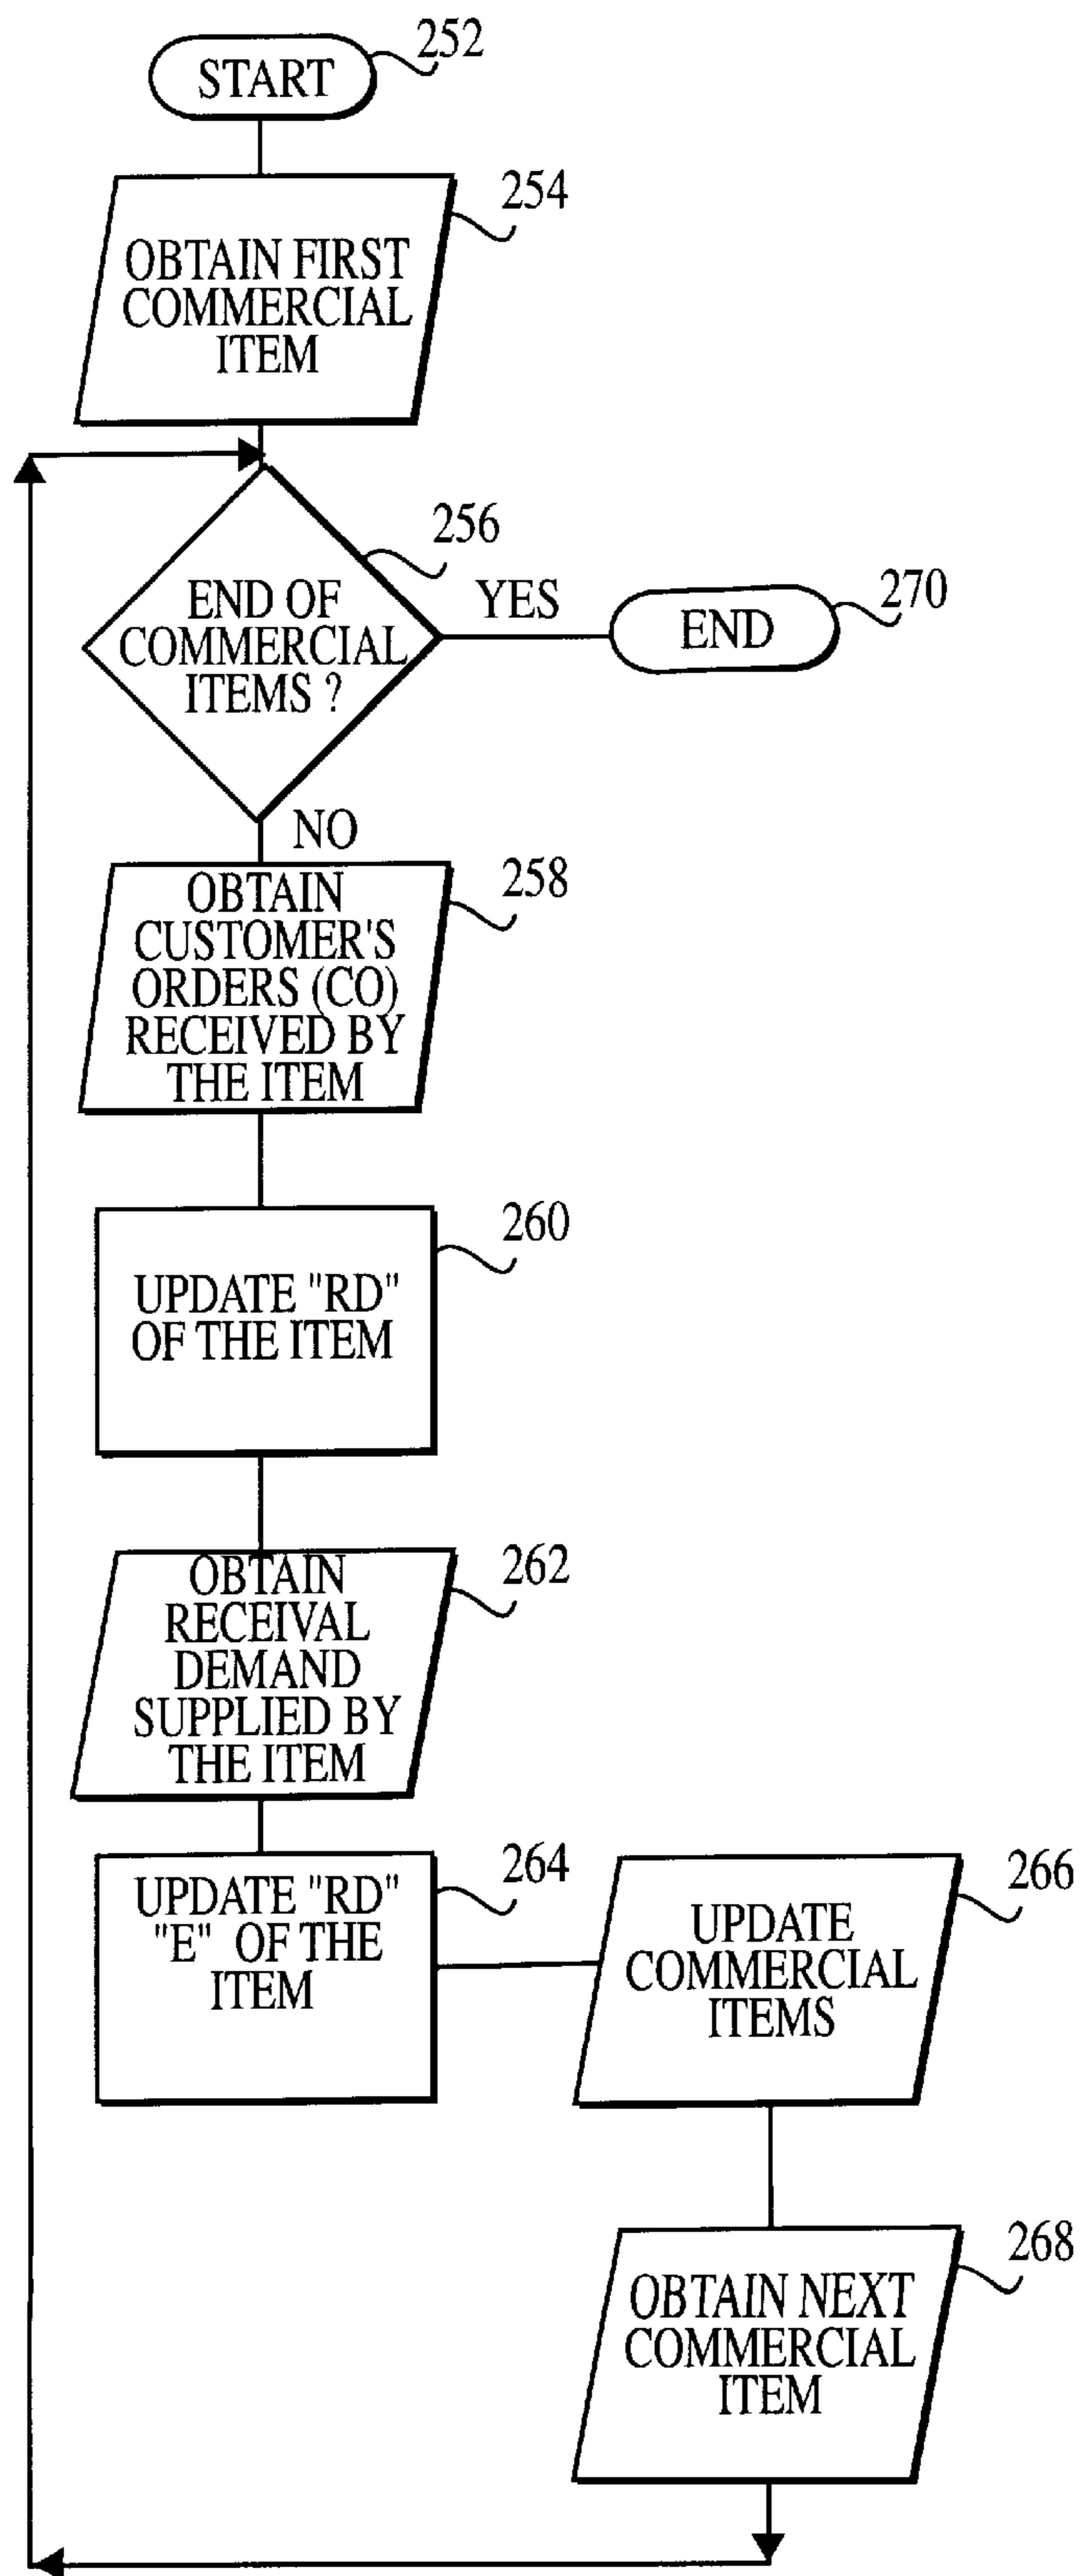 START
252
254
OBTAIN FIRST
COMMERCIAL
ITEM
256
END OF
COMMERCIAL
ITEMS ?
YES
END
270
NO
258
OBTAIN
CUSTOMER'S
ORDERS (CO)
RECEIVED BY
THE ITEM
260
UPDATE "RD"
OF THE ITEM
262
OBTAIN
RECEIVAL
DEMAND
SUPPLIED BY
THE ITEM
264
UPDATE "RD"
"E" OF THE
ITEM
266
UPDATE
COMMERCIAL
ITEMS
268
OBTAIN NEXT
COMMERCIAL
ITEM